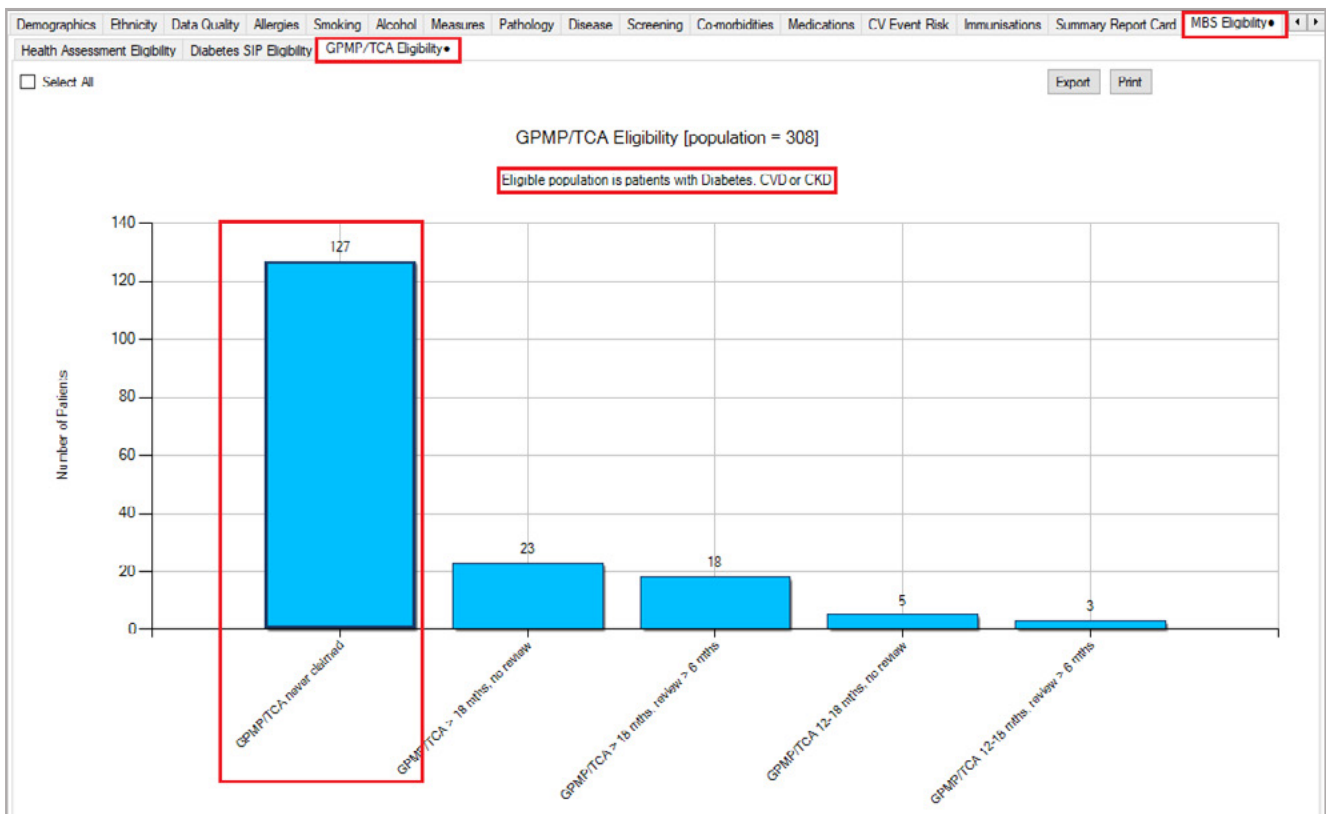 Demographics Ethnicity Data Quality Allergies Smoking Alcohol Measures Pathology Disease Screening Co-morbidities Medications CV Event Risk Immunisations Summary Report Card MBS Eligibility●
Health Assessment Eligibility Diabetes SIP Eligibility GPMP/TCA Eligibility●
Select All
Export Print
GPMP/TCA Eligibility [population = 308]
Eligible population is patients with Diabetes, CVD or CKD
Number of Patients
140
120
100
80
60
40
20
0
127
23
18
5
3
GPMP/TCA never claimed
GPMP/TCA > 18 mths, no review
GPMP/TCA > 18 mths, review > 6 mths
GPMP/TCA 12-18 mths, no review
GPMP/TCA 12-18 mths, review > 6 mths